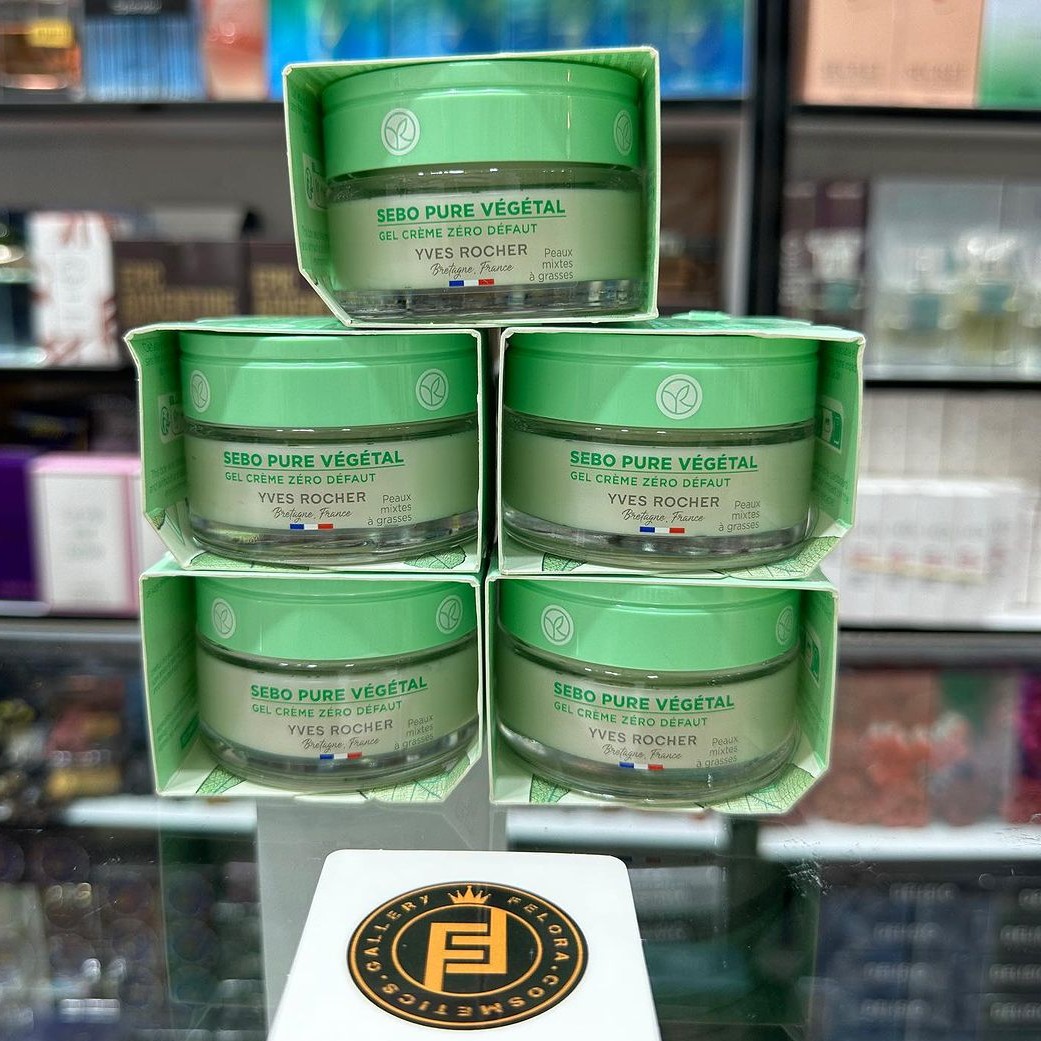 SEBO PURE VÉGÉTAL
GEL CRÈME ZÉRO DÉFAUT
YVES ROCHER
Bretagne, France
Peaux
mixtes
à grasses
SEBO PURE VÉGÉTAL
GEL CRÈME ZÉRO DÉFAUT
YVES ROCHER
Bretagne, France
Peaux
mixtes
à grasses
SEBO PURE VÉGÉTAL
GEL CRÈME ZÉRO DÉFAUT
YVES ROCHER
Bretagne, France
Peaux
mixtes
à grasses
SEBO PURE VÉGÉTAL
GEL CRÈME ZÉRO DÉFAUT
YVES ROCHER
Bretagne, France
Peaux
mixtes
à grasses
SEBO PURE VÉGÉTAL
GEL CRÈME ZÉRO DÉFAUT
YVES ROCHER
Bretagne, France
Peaux
mixtes
à grasses
GALLERY FELORA COSMETICS